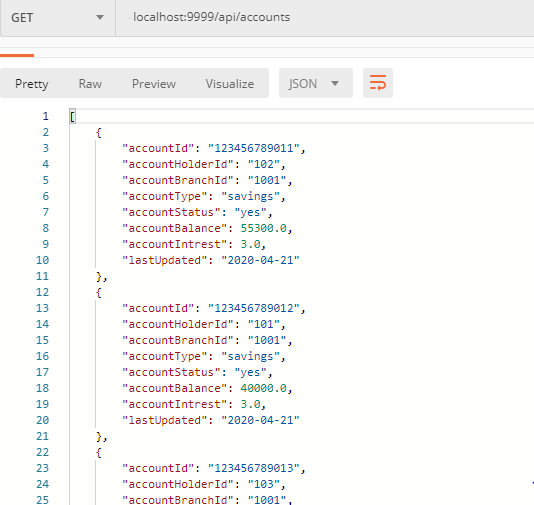 GET localhost:9999/api/accounts
Pretty Raw Preview Visualize JSON
1 [
2 {
3 "accountId": "123456789011",
4 "accountHolderId": "102",
5 "accountBranchId": "1001",
6 "accountType": "savings",
7 "accountStatus": "yes",
8 "accountBalance": 55300.0,
9 "accountIntrest": 3.0,
10 "lastUpdated": "2020-04-21"
11 },
12 {
13 "accountId": "123456789012",
14 "accountHolderId": "101",
15 "accountBranchId": "1001",
16 "accountType": "savings",
17 "accountStatus": "yes",
18 "accountBalance": 40000.0,
19 "accountIntrest": 3.0,
20 "lastUpdated": "2020-04-21"
21 },
22 {
23 "accountId": "123456789013",
24 "accountHolderId": "103",
25 "accountBranchId": "1001",